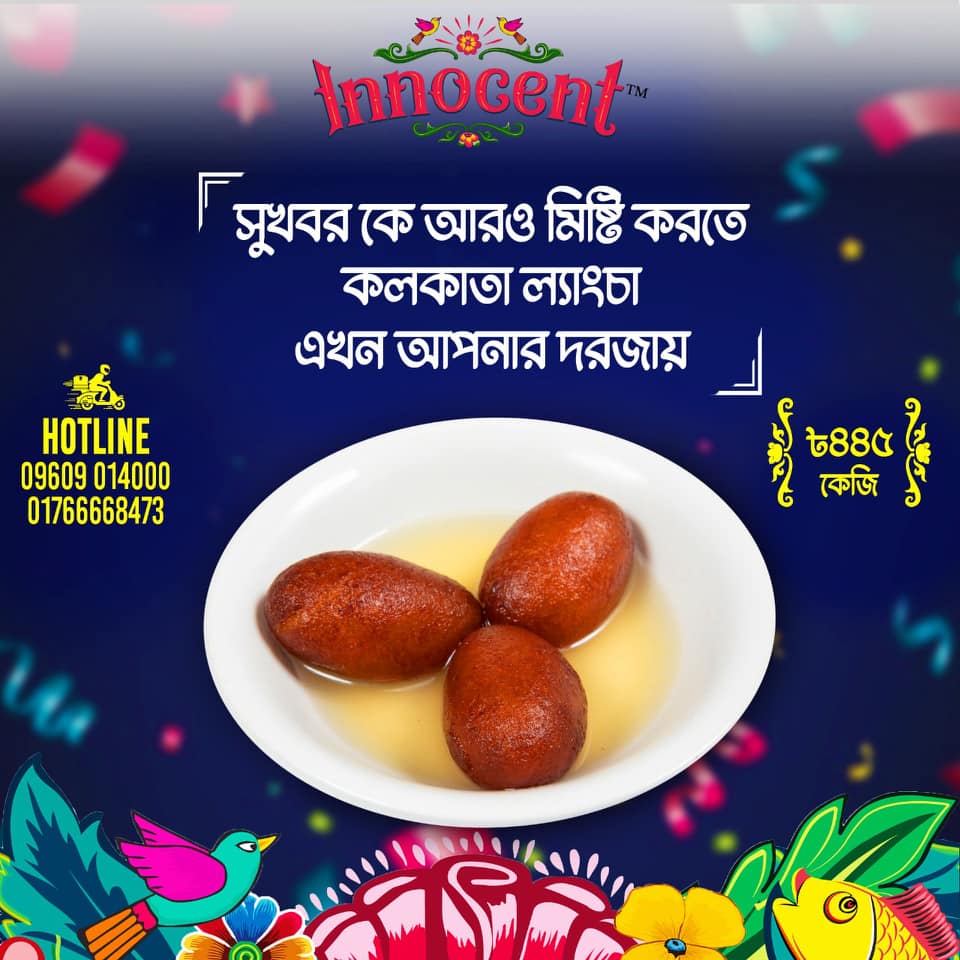 Innocent™
সুখবর কে আরও মিষ্টি করতে
কলকাতা ল্যাংচা
এখন আপনার দরজায়
HOTLINE
09609 014000
01766668473
৳৪৪৫
কেজি